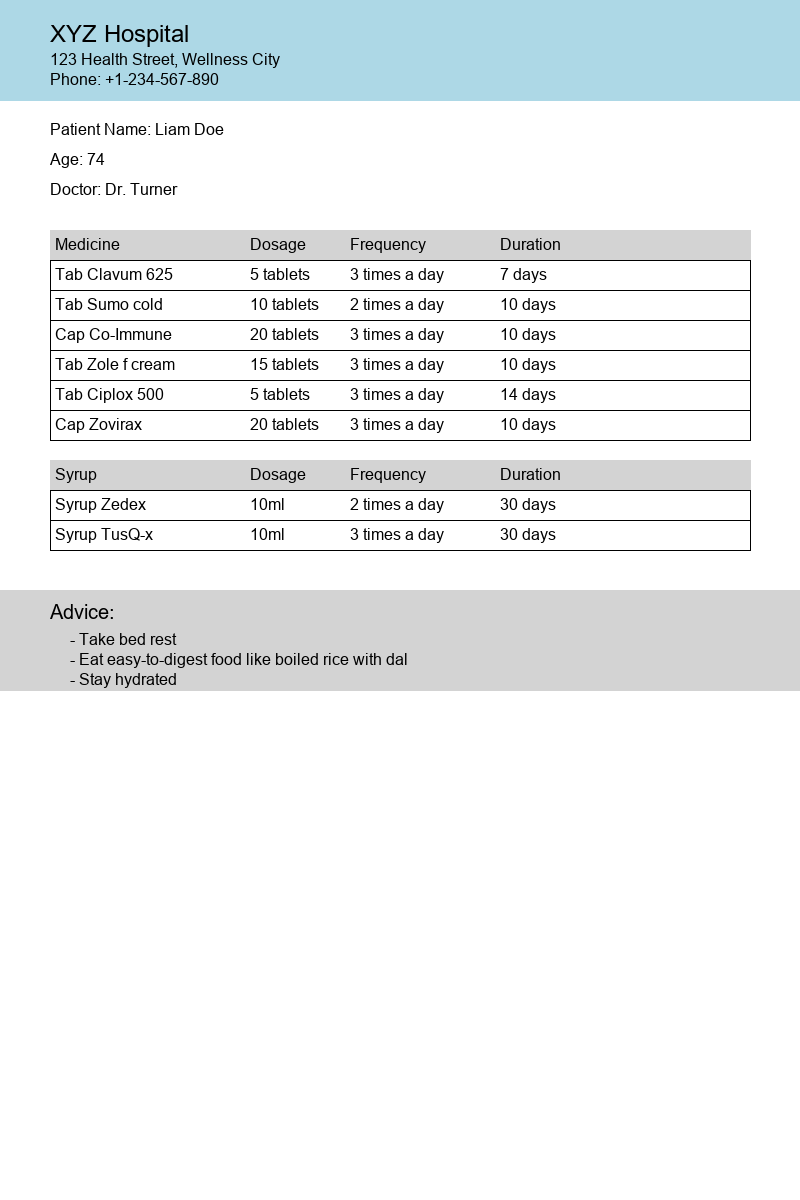 XYZ Hospital
123 Health Street, Wellness City
Phone: +1-234-567-890
Patient Name: Liam Doe
Age: 74
Doctor: Dr. Turner
Medicine Dosage Frequency Duration
Tab Clavum 625 5 tablets 3 times a day 7 days
Tab Sumo cold 10 tablets 2 times a day 10 days
Cap Co-Immune 20 tablets 3 times a day 10 days
Tab Zole f cream 15 tablets 3 times a day 10 days
Tab Ciplox 500 5 tablets 3 times a day 14 days
Cap Zovirax 20 tablets 3 times a day 10 days
Syrup Dosage Frequency Duration
Syrup Zedex 10ml 2 times a day 30 days
Syrup TusQ-x 10ml 3 times a day 30 days
Advice:
- Take bed rest
- Eat easy-to-digest food like boiled rice with dal
- Stay hydrated